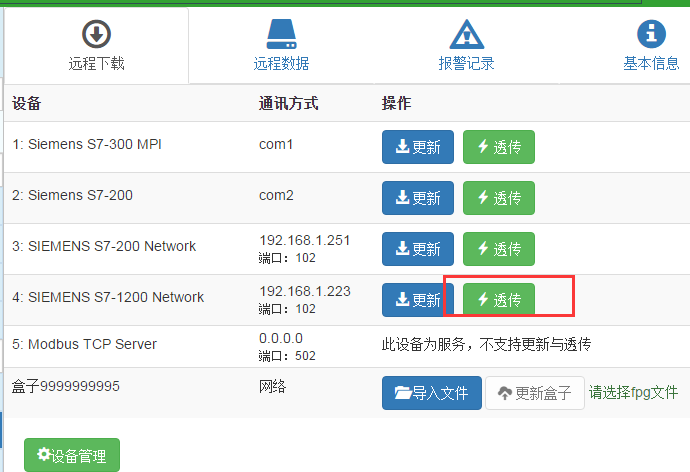 远程下载 远程数据 报警记录 基本信息
设备 通讯方式 操作
1: Siemens S7-300 MPI com1 更新 透传
2: Siemens S7-200 com2 更新 透传
3: SIEMENS S7-200 Network 192.168.1.251 更新 透传
端口：102
4: SIEMENS S7-1200 Network 192.168.1.223 更新 透传
端口：102
5: Modbus TCP Server 0.0.0.0 此设备为服务，不支持更新与透传
端口：502
盒子9999999995 网络 导入文件 更新盒子 请选择fpg文件
设备管理